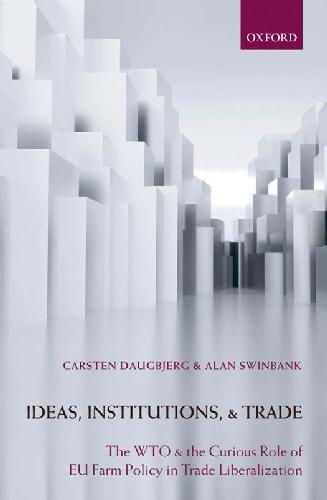 OXFORD
CARSTEN DAUGBJERG & ALAN SWINBANK
IDEAS, INSTITUTIONS, & TRADE
The WTO & the Curious Role of
EU Farm Policy in Trade Liberalization